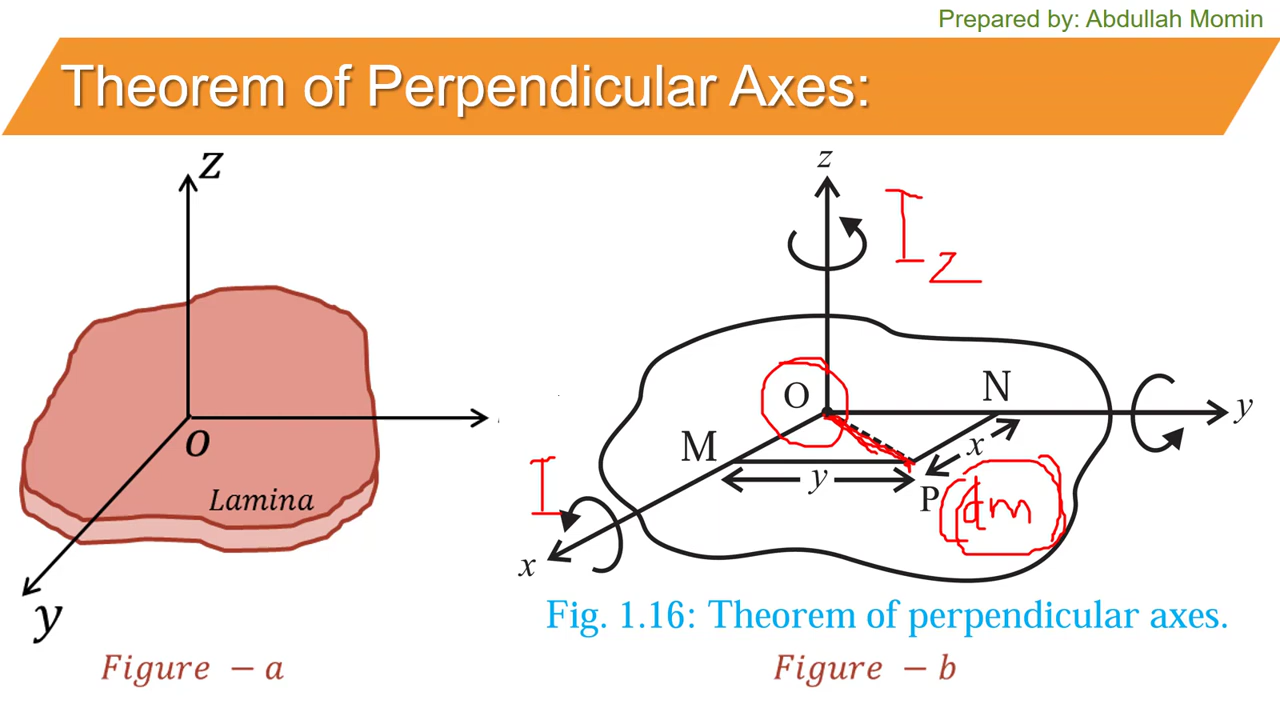 Prepared by: Abdullah Momin
Theorem of Perpendicular Axes:
z
O
Lamina
y
Figure – a
z
I z
O
N
y
M
x
y
P
dm
I
x
Fig. 1.16: Theorem of perpendicular axes.
Figure – b